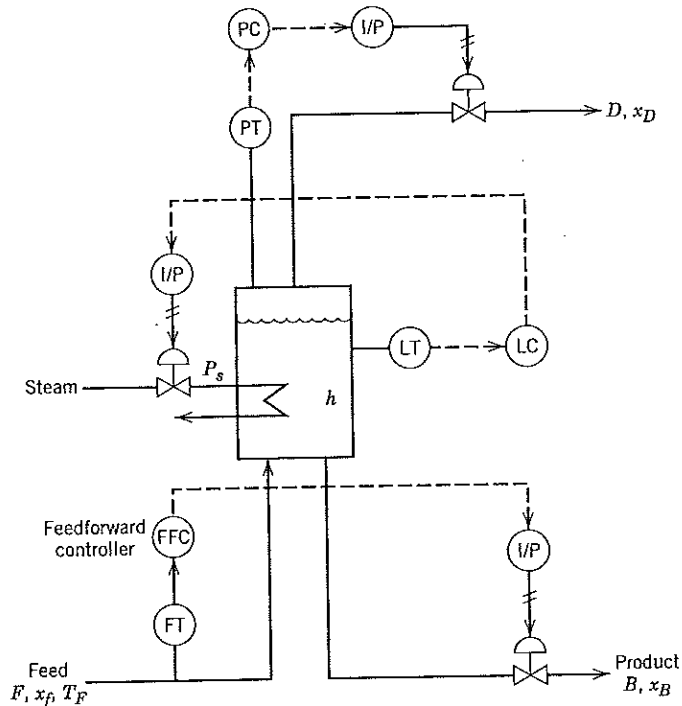 PC
I/P
PT
D, x_D
I/P
LT
LC
Steam
P_s
h
Feedforward
controller
FFC
I/P
FT
Feed
F, x_f, T_F
Product
B, x_B